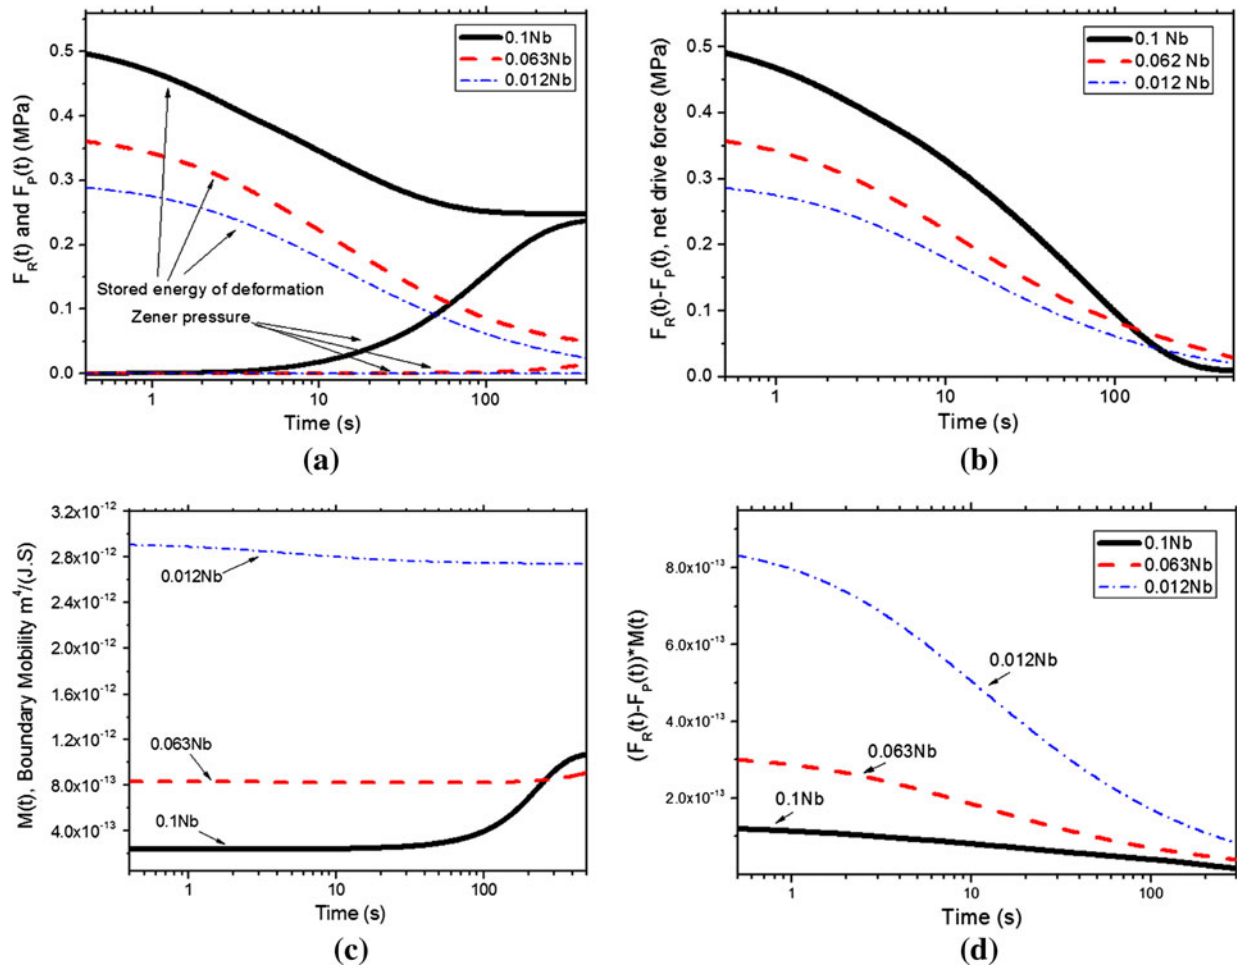 0.1Nb
0.063Nb
0.012Nb
0.5
0.4
0.3
0.2
0.1
0.0
F_R(t) and F_P(t) (MPa)
Stored energy of deformation
Zener pressure
1 10 100
Time (s)
(a)
0.1 Nb
0.062 Nb
0.012 Nb
0.5
0.4
0.3
0.2
0.1
0.0
F_R(t)-F_P(t), net drive force (MPa)
1 10 100
Time (s)
(b)
3.2x10⁻¹²
2.8x10⁻¹²
2.4x10⁻¹²
2.0x10⁻¹²
1.6x10⁻¹²
1.2x10⁻¹²
8.0x10⁻¹³
4.0x10⁻¹³
M(t), Boundary Mobility m⁴/(J.S)
0.012Nb
0.063Nb
0.1Nb
1 10 100
Time (s)
(c)
0.1Nb
0.063Nb
0.012Nb
8.0x10⁻¹³
6.0x10⁻¹³
4.0x10⁻¹³
2.0x10⁻¹³
(F_R(t)-F_P(t))*M(t)
0.012Nb
0.063Nb
0.1Nb
1 10 100
Time (s)
(d)